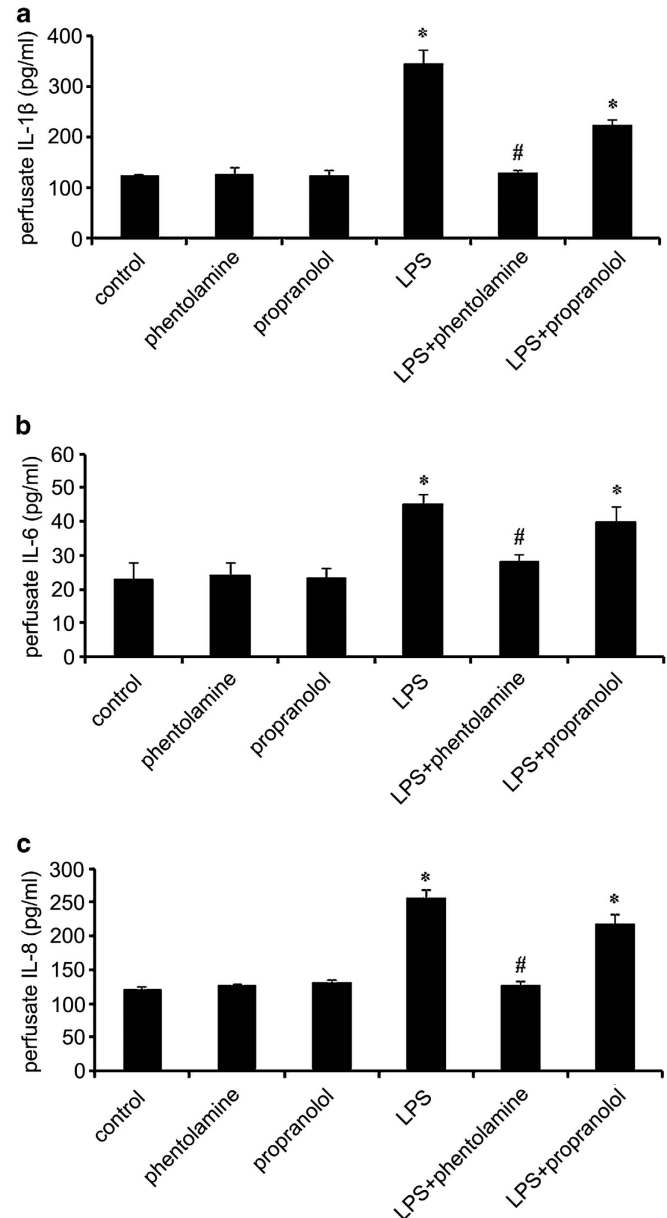 a
perfusate IL-1β (pg/ml)
400
300
200
100
0
*
#
*
control
phentolamine
propranolol
LPS
LPS+phentolamine
LPS+propranolol
b
perfusate IL-6 (pg/ml)
60
50
40
30
20
10
0
*
#
*
control
phentolamine
propranolol
LPS
LPS+phentolamine
LPS+propranolol
c
perfusate IL-8 (pg/ml)
300
250
200
150
100
50
0
*
#
*
control
phentolamine
propranolol
LPS
LPS+phentolamine
LPS+propranolol